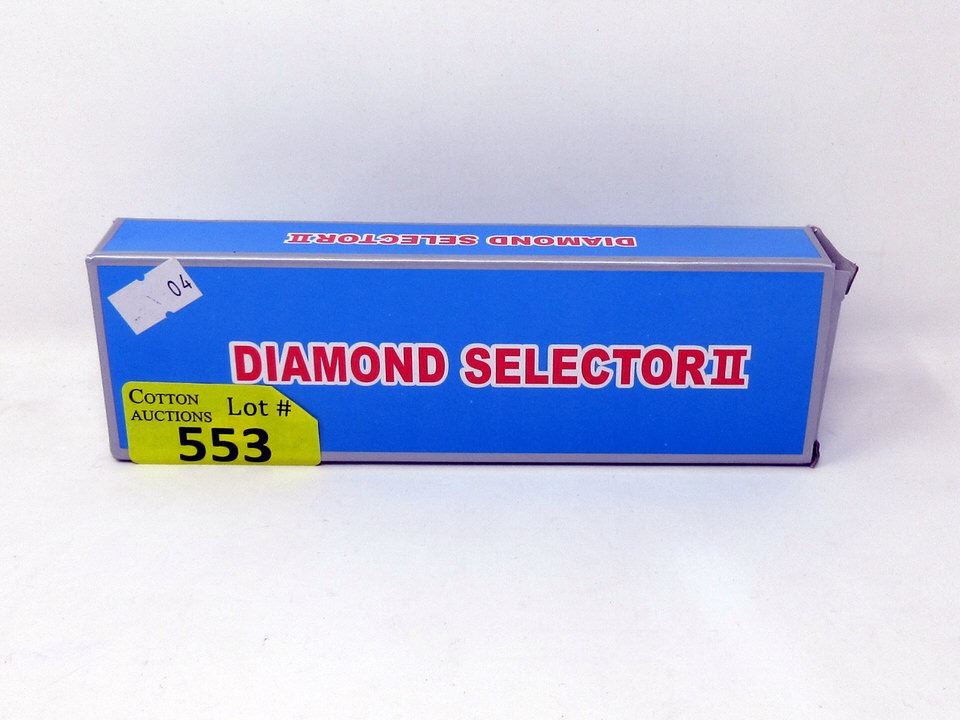 DIAMOND SELECTOR II
04
DIAMOND SELECTOR II
COTTON
AUCTIONS
Lot #
553